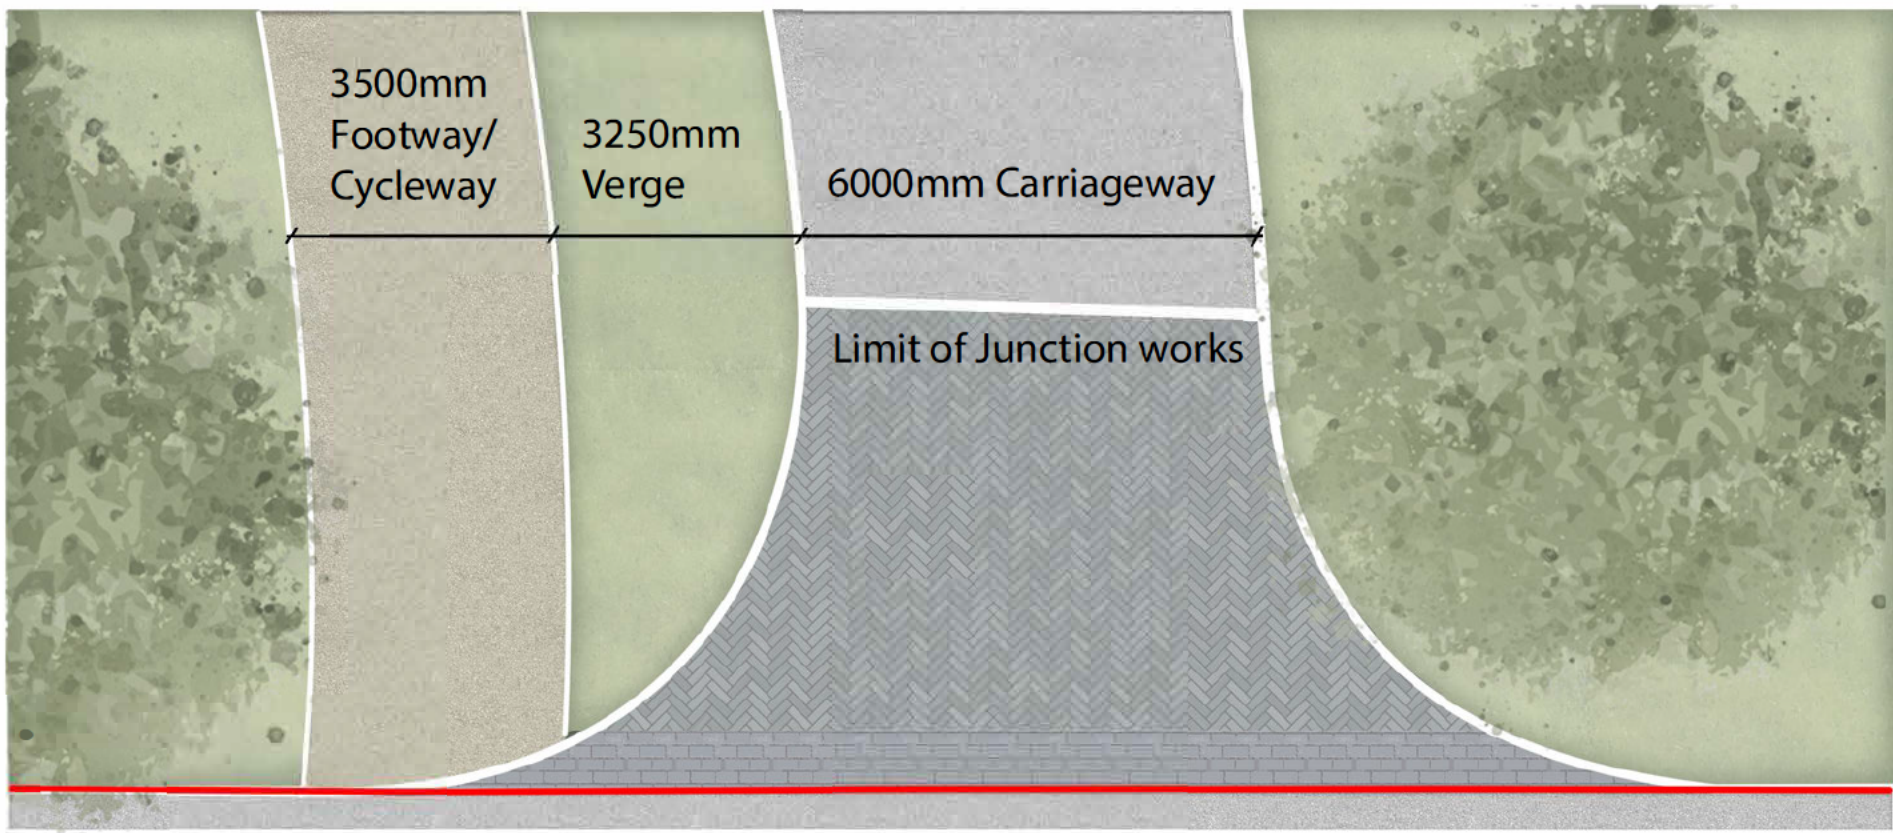 3500mm
Footway/
Cycleway
3250mm
Verge
6000mm Carriageway
Limit of Junction works